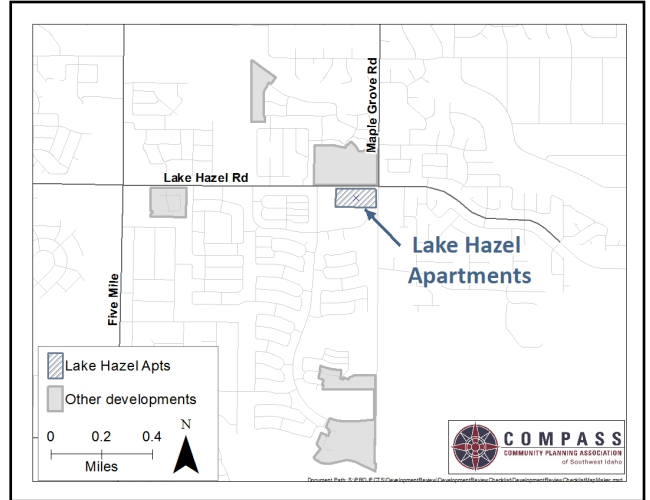 Maple Grove Rd
Lake Hazel Rd
Lake Hazel
Apartments
Five Mile
Lake Hazel Apts
Other developments
N
0 0.2 0.4
Miles
COMPASS
COMMUNITY PLANNING ASSOCIATION
of Southwest Idaho